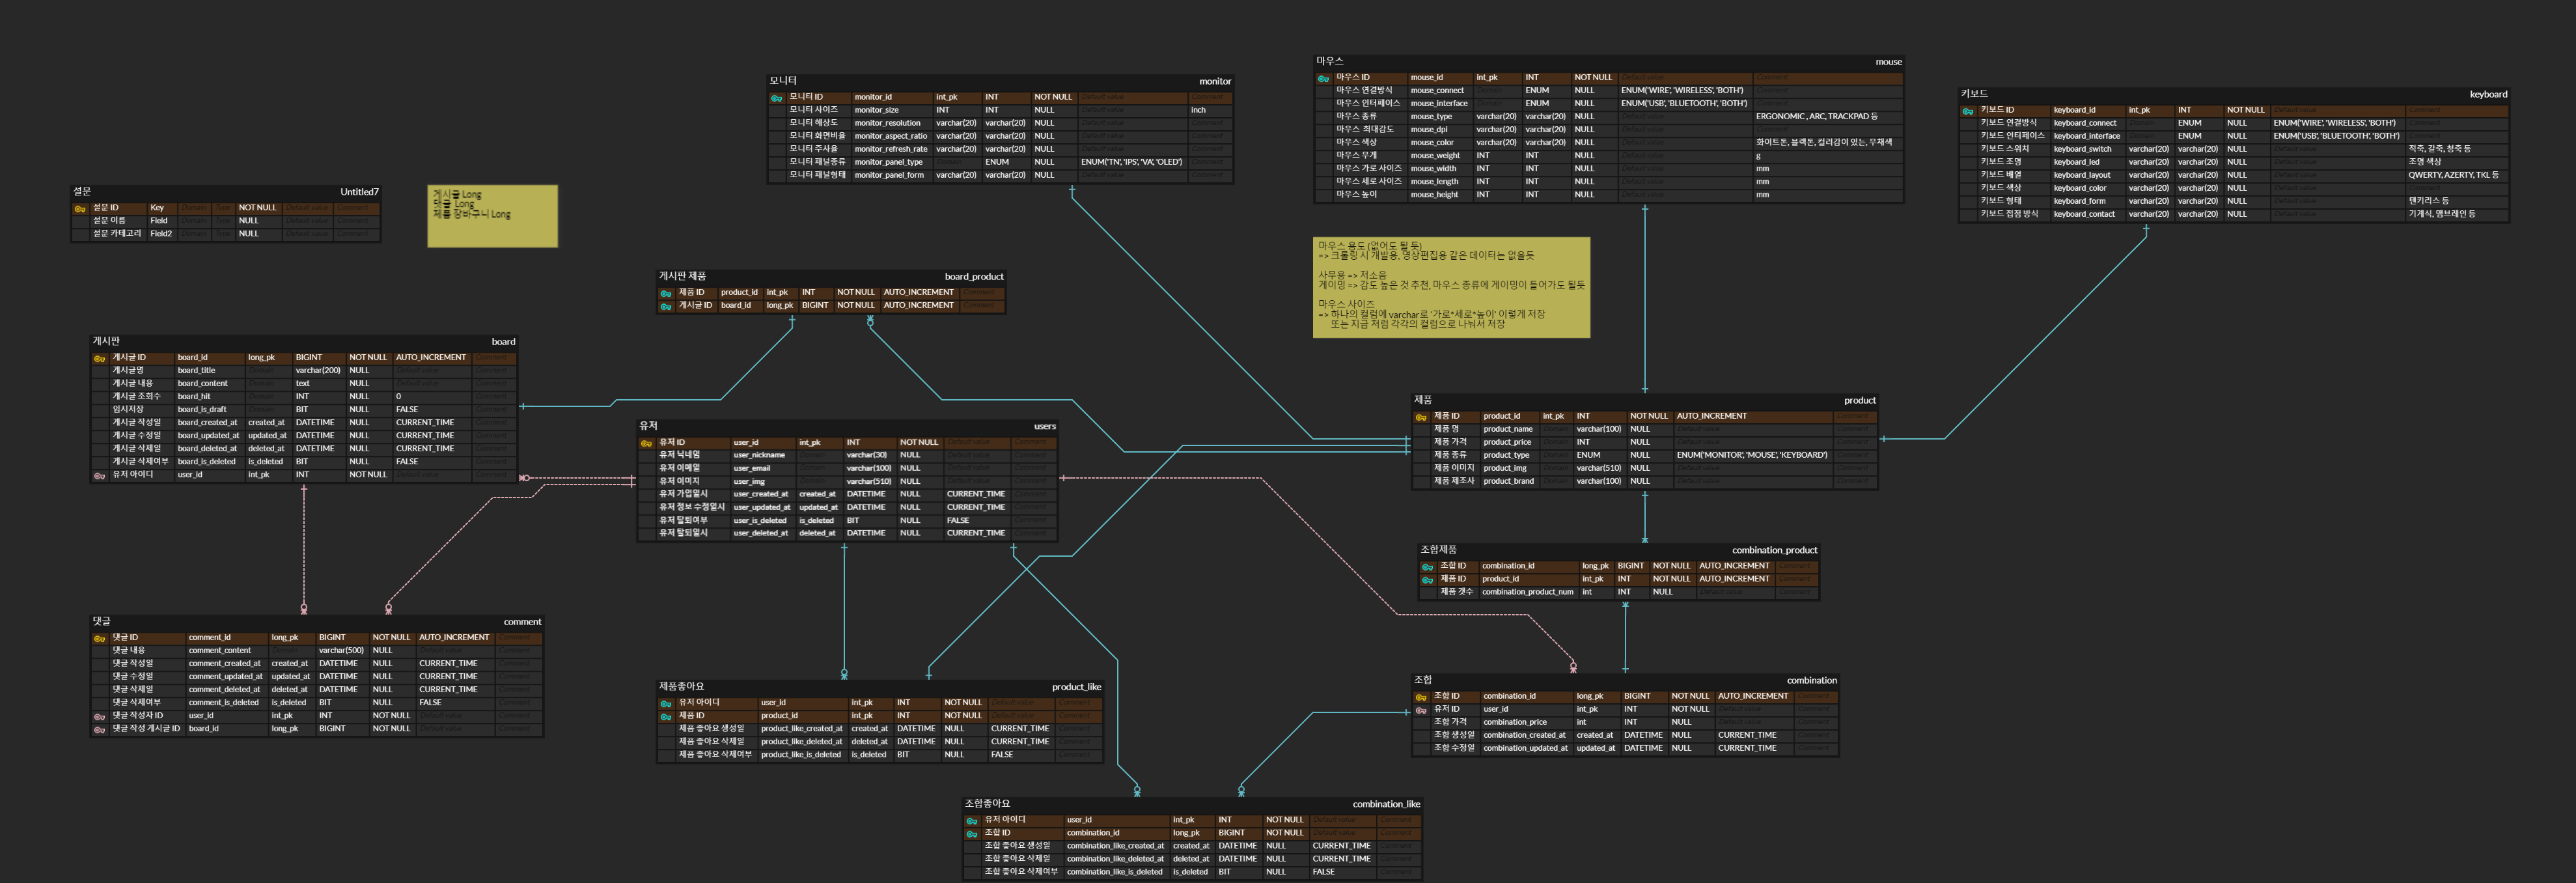 모니터 monitor
모니터 ID monitor_id int_pk INT NOT NULL Default value Comment
모니터 사이즈 monitor_size INT INT NULL Default value inch
모니터 해상도 monitor_resolution varchar(20) varchar(20) NULL Default value Comment
모니터 화면비율 monitor_aspect_ratio varchar(20) varchar(20) NULL Default value Comment
모니터 주사율 monitor_refresh_rate varchar(20) varchar(20) NULL Default value Comment
모니터 패널종류 monitor_panel_type Domain ENUM NULL ENUM('TN', 'IPS', 'VA', 'OLED') Comment
모니터 패널형태 monitor_panel_form varchar(20) varchar(20) NULL Default value Comment
마우스 mouse
마우스 ID mouse_id int_pk INT NOT NULL Default value Comment
마우스 연결방식 mouse_connect Domain ENUM NULL ENUM('WIRE', 'WIRELESS', 'BOTH') Comment
마우스 인터페이스 mouse_interface Domain ENUM NULL ENUM('USB', 'BLUETOOTH', 'BOTH') Comment
마우스 종류 mouse_type varchar(20) varchar(20) NULL Default value ERGONOMIC , ARC, TRACKPAD 등
마우스 최대감도 mouse_dpi varchar(20) varchar(20) NULL Default value Comment
마우스 색상 mouse_color varchar(20) varchar(20) NULL Default value 화이트톤, 블랙톤, 컬러감이 있는, 무채색
마우스 무게 mouse_weight INT INT NULL Default value g
마우스 가로 사이즈 mouse_width INT INT NULL Default value mm
마우스 세로 사이즈 mouse_length INT INT NULL Default value mm
마우스 높이 mouse_height INT INT NULL Default value mm
키보드 keyboard
키보드 ID keyboard_id int_pk INT NOT NULL Default value Comment
키보드 연결방식 keyboard_connect Domain ENUM NULL ENUM('WIRE', 'WIRELESS', 'BOTH') Comment
키보드 인터페이스 keyboard_interface Domain ENUM NULL ENUM('USB', 'BLUETOOTH', 'BOTH') Comment
키보드 스위치 keyboard_switch varchar(20) varchar(20) NULL Default value 적축, 갈축, 청축 등
키보드 조명 keyboard_led varchar(20) varchar(20) NULL Default value 조명 색상
키보드 배열 keyboard_layout varchar(20) varchar(20) NULL Default value QWERTY, AZERTY, TKL 등
키보드 색상 keyboard_color varchar(20) varchar(20) NULL Default value Comment
키보드 형태 keyboard_form varchar(20) varchar(20) NULL Default value 텐키리스 등
키보드 접점 방식 keyboard_contact varchar(20) varchar(20) NULL Default value 기계식, 멤브레인 등
설문 Untitled7
설문 ID Key Domain Type NOT NULL Default value Comment
설문 이름 Field Domain Type NULL Default value Comment
설문 카테고리 Field2 Domain Type NULL Default value Comment
게시글 Long
댓글 Long
제품 장바구니 Long
마우스 용도 (없어도 될 듯)
=> 크롤링 시 개발용, 영상편집용 같은 데이터는 없을듯
사무용 => 저소음
게이밍 => 감도 높은 것 추천, 마우스 종류에 게이밍이 들어가도 될듯
마우스 사이즈
=> 하나의 컬럼에 varchar로 '가로*세로*높이' 이렇게 저장
또는 지금 처럼 각각의 컬럼으로 나눠서 저장
게시판 제품 board_product
제품 ID product_id int_pk INT NOT NULL AUTO_INCREMENT Comment
게시글 ID board_id long_pk BIGINT NOT NULL AUTO_INCREMENT Comment
게시판 board
게시글 ID board_id long_pk BIGINT NOT NULL AUTO_INCREMENT Comment
게시글명 board_title Domain varchar(200) NULL Default value Comment
게시글 내용 board_content Domain text NULL Default value Comment
게시글 조회수 board_hit Domain INT NULL 0 Comment
임시저장 board_is_draft Domain BIT NULL FALSE Comment
게시글 작성일 board_created_at created_at DATETIME NULL CURRENT_TIME Comment
게시글 수정일 board_updated_at updated_at DATETIME NULL CURRENT_TIME Comment
게시글 삭제일 board_deleted_at deleted_at DATETIME NULL CURRENT_TIME Comment
게시글 삭제여부 board_is_deleted is_deleted BIT NULL FALSE Comment
유저 아이디 user_id int_pk INT NOT NULL Default value Comment
유저 users
유저 ID user_id int_pk INT NOT NULL Default value Comment
유저 닉네임 user_nickname Domain varchar(30) NULL Default value Comment
유저 이메일 user_email Domain varchar(100) NULL Default value Comment
유저 이미지 user_img Domain varchar(510) NULL Default value Comment
유저 가입일시 user_created_at created_at DATETIME NULL CURRENT_TIME Comment
유저 정보 수정일시 user_updated_at updated_at DATETIME NULL CURRENT_TIME Comment
유저 탈퇴여부 user_is_deleted is_deleted BIT NULL FALSE Comment
유저 탈퇴일시 user_deleted_at deleted_at DATETIME NULL CURRENT_TIME Comment
제품 product
제품 ID product_id int_pk INT NOT NULL AUTO_INCREMENT Comment
제품 명 product_name Domain varchar(100) NULL Default value Comment
제품 가격 product_price Domain INT NULL Default value Comment
제품 종류 product_type Domain ENUM NULL ENUM('MONITOR', 'MOUSE', 'KEYBOARD') Comment
제품 이미지 product_img Domain varchar(510) NULL Default value Comment
제품 제조사 product_brand Domain varchar(100) NULL Default value Comment
조합제품 combination_product
조합 ID combination_id long_pk BIGINT NOT NULL AUTO_INCREMENT Comment
제품 ID product_id int_pk INT NOT NULL AUTO_INCREMENT Comment
제품 갯수 combination_product_num int INT NULL Default value Comment
댓글 comment
댓글 ID comment_id long_pk BIGINT NOT NULL AUTO_INCREMENT Comment
댓글 내용 comment_content Domain varchar(500) NULL Default value Comment
댓글 작성일 comment_created_at created_at DATETIME NULL CURRENT_TIME Comment
댓글 수정일 comment_updated_at updated_at DATETIME NULL CURRENT_TIME Comment
댓글 삭제일 comment_deleted_at deleted_at DATETIME NULL CURRENT_TIME Comment
댓글 삭제여부 comment_is_deleted is_deleted BIT NULL FALSE Comment
댓글 작성자 ID user_id int_pk INT NOT NULL Default value Comment
댓글 작성 게시글 ID board_id long_pk BIGINT NOT NULL Default value Comment
제품좋아요 product_like
유저 아이디 user_id int_pk INT NOT NULL Default value Comment
제품 ID product_id int_pk INT NOT NULL Default value Comment
제품 좋아요 생성일 product_like_created_at created_at DATETIME NULL CURRENT_TIME Comment
제품 좋아요 삭제일 product_like_deleted_at deleted_at DATETIME NULL CURRENT_TIME Comment
제품 좋아요 삭제여부 product_like_is_deleted is_deleted BIT NULL FALSE Comment
조합 combination
조합 ID combination_id long_pk BIGINT NOT NULL AUTO_INCREMENT Comment
유저 ID user_id int_pk INT NOT NULL Default value Comment
조합 가격 combination_price int INT NULL Default value Comment
조합 생성일 combination_created_at created_at DATETIME NULL CURRENT_TIME Comment
조합 수정일 combination_updated_at updated_at DATETIME NULL CURRENT_TIME Comment
조합좋아요 combination_like
유저 아이디 user_id int_pk INT NOT NULL Default value Comment
조합 ID combination_id long_pk BIGINT NOT NULL Default value Comment
조합 좋아요 생성일 combination_like_created_at created_at DATETIME NULL CURRENT_TIME Comment
조합 좋아요 삭제일 combination_like_deleted_at deleted_at DATETIME NULL CURRENT_TIME Comment
조합 좋아요 삭제여부 combination_like_is_deleted is_deleted BIT NULL FALSE Comment